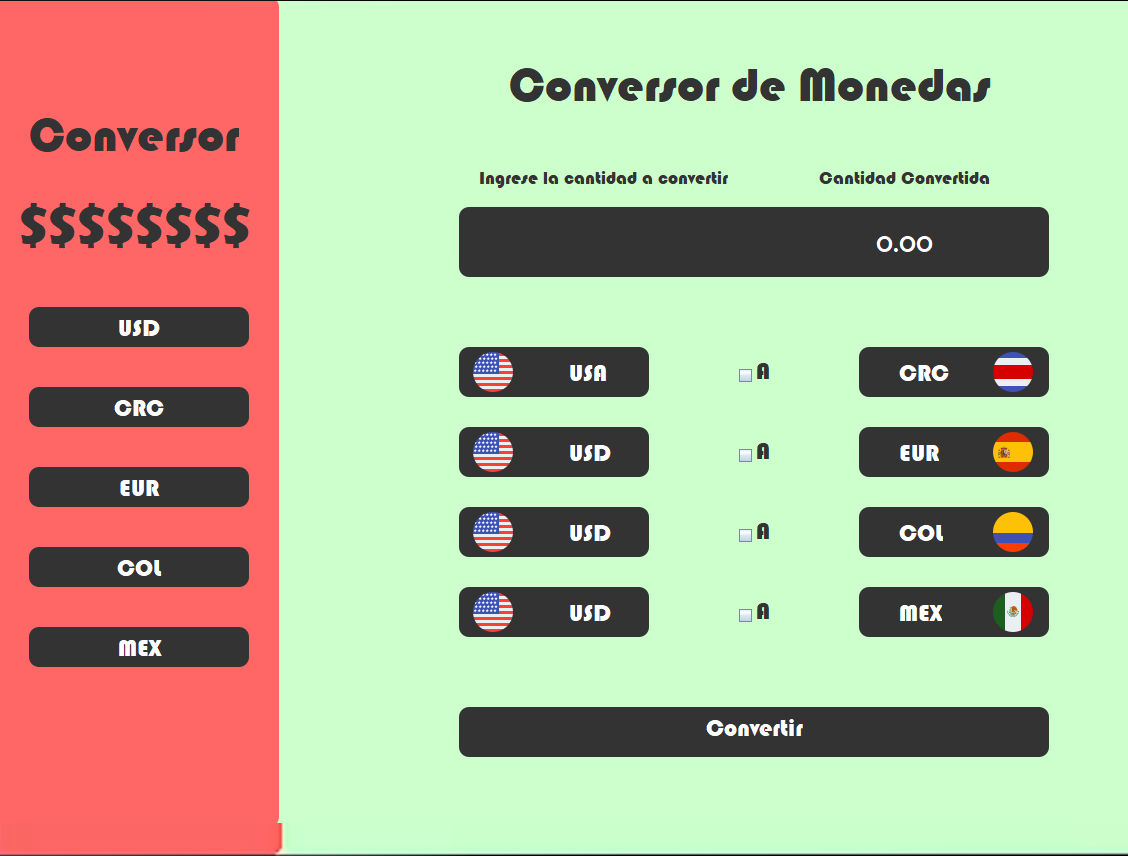 Conversor
$$$$$$$$
USD
CRC
EUR
COL
MEX
Conversor de Monedas
Ingrese la cantidad a convertir Cantidad Convertida
0.00
USA A CRC
USD A EUR
USD A COL
USD A MEX
Convertir